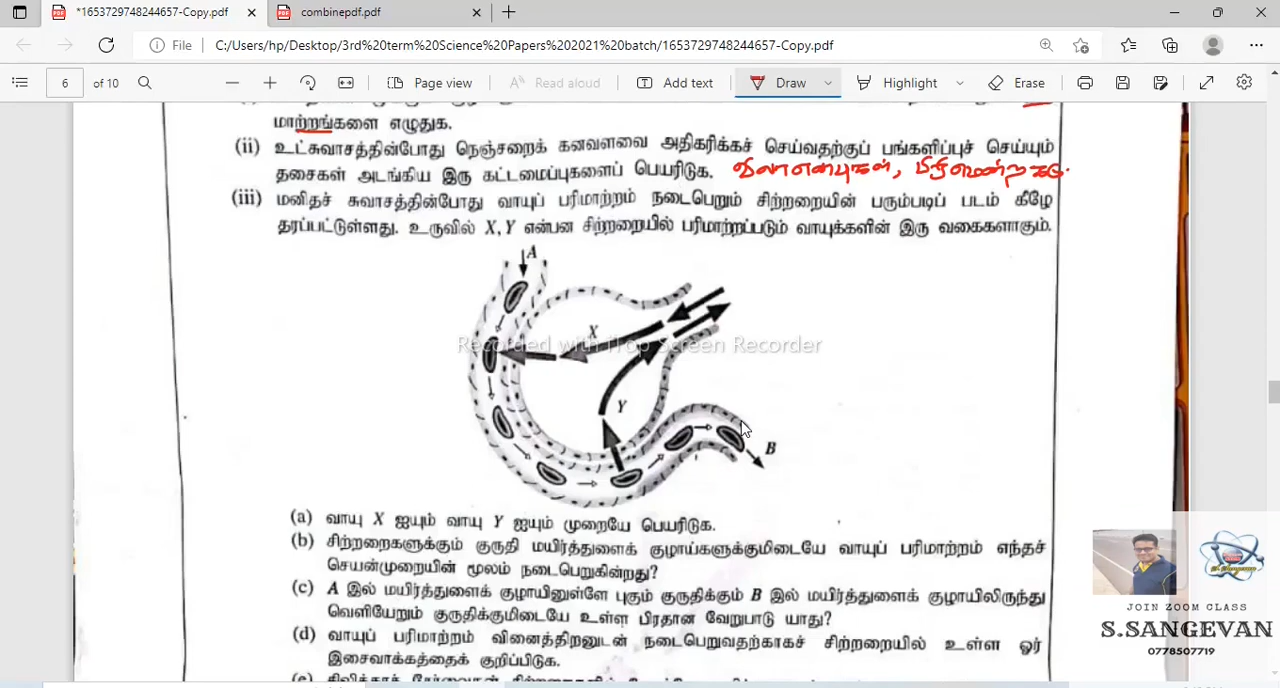 *1653729748244657-Copy.pdf
combinepdf.pdf
File C:/Users/hp/Desktop/3rd%20term%20Science%20Papers%202021%20batch/1653729748244657-Copy.pdf
6 of 10
Page view
Read aloud
Add text
Draw
Highlight
Erase
மாற்றங்களை எழுதுக.
(ii) உட்சுவாசத்தின்போது நெஞ்சறைக் கனவளவை அதிகரிக்கச் செய்வதற்குப் பங்களிப்புச் செய்யும்
தசைகள் அடங்கிய இரு கட்டமைப்புகளைப் பெயரிடுக. விலா என்புகள்,
(iii) மனிதச் சுவாசத்தின்போது வாயுப் பரிமாற்றம் நடைபெறும் சிற்றறையின் பரும்படிப் படம் கீழே
தரப்பட்டுள்ளது. உருவில் X, Y என்பன சிற்றறையில் பரிமாற்றப்படும் வாயுக்களின் இரு வகைகளாகும்.
A
X
Recorded with iTop Screen Recorder
Y
B
(a) வாயு X ஐயும் வாயு Y ஐயும் முறையே பெயரிடுக.
(b) சிற்றறைகளுக்கும் குருதி மயிர்த்துளைக் குழாய்களுக்குமிடையே வாயுப் பரிமாற்றம் எந்தச்
செயன்முறையின் மூலம் நடைபெறுகின்றது?
(c) A இல் மயிர்த்துளைக் குழாயினுள்ளே புகும் குருதிக்கும் B இல் மயிர்த்துளைக் குழாயிலிருந்து
வெளியேறும் குருதிக்குமிடையே உள்ள பிரதான வேறுபாடு யாது?
(d) வாயுப் பரிமாற்றம் வினைத்திறனுடன் நடைபெறுவதற்காகச் சிற்றறையில் உள்ள ஓர்
இசைவாக்கத்தைக் குறிப்பிடுக.
JOIN ZOOM CLASS
S.SANGEVAN
0778507719